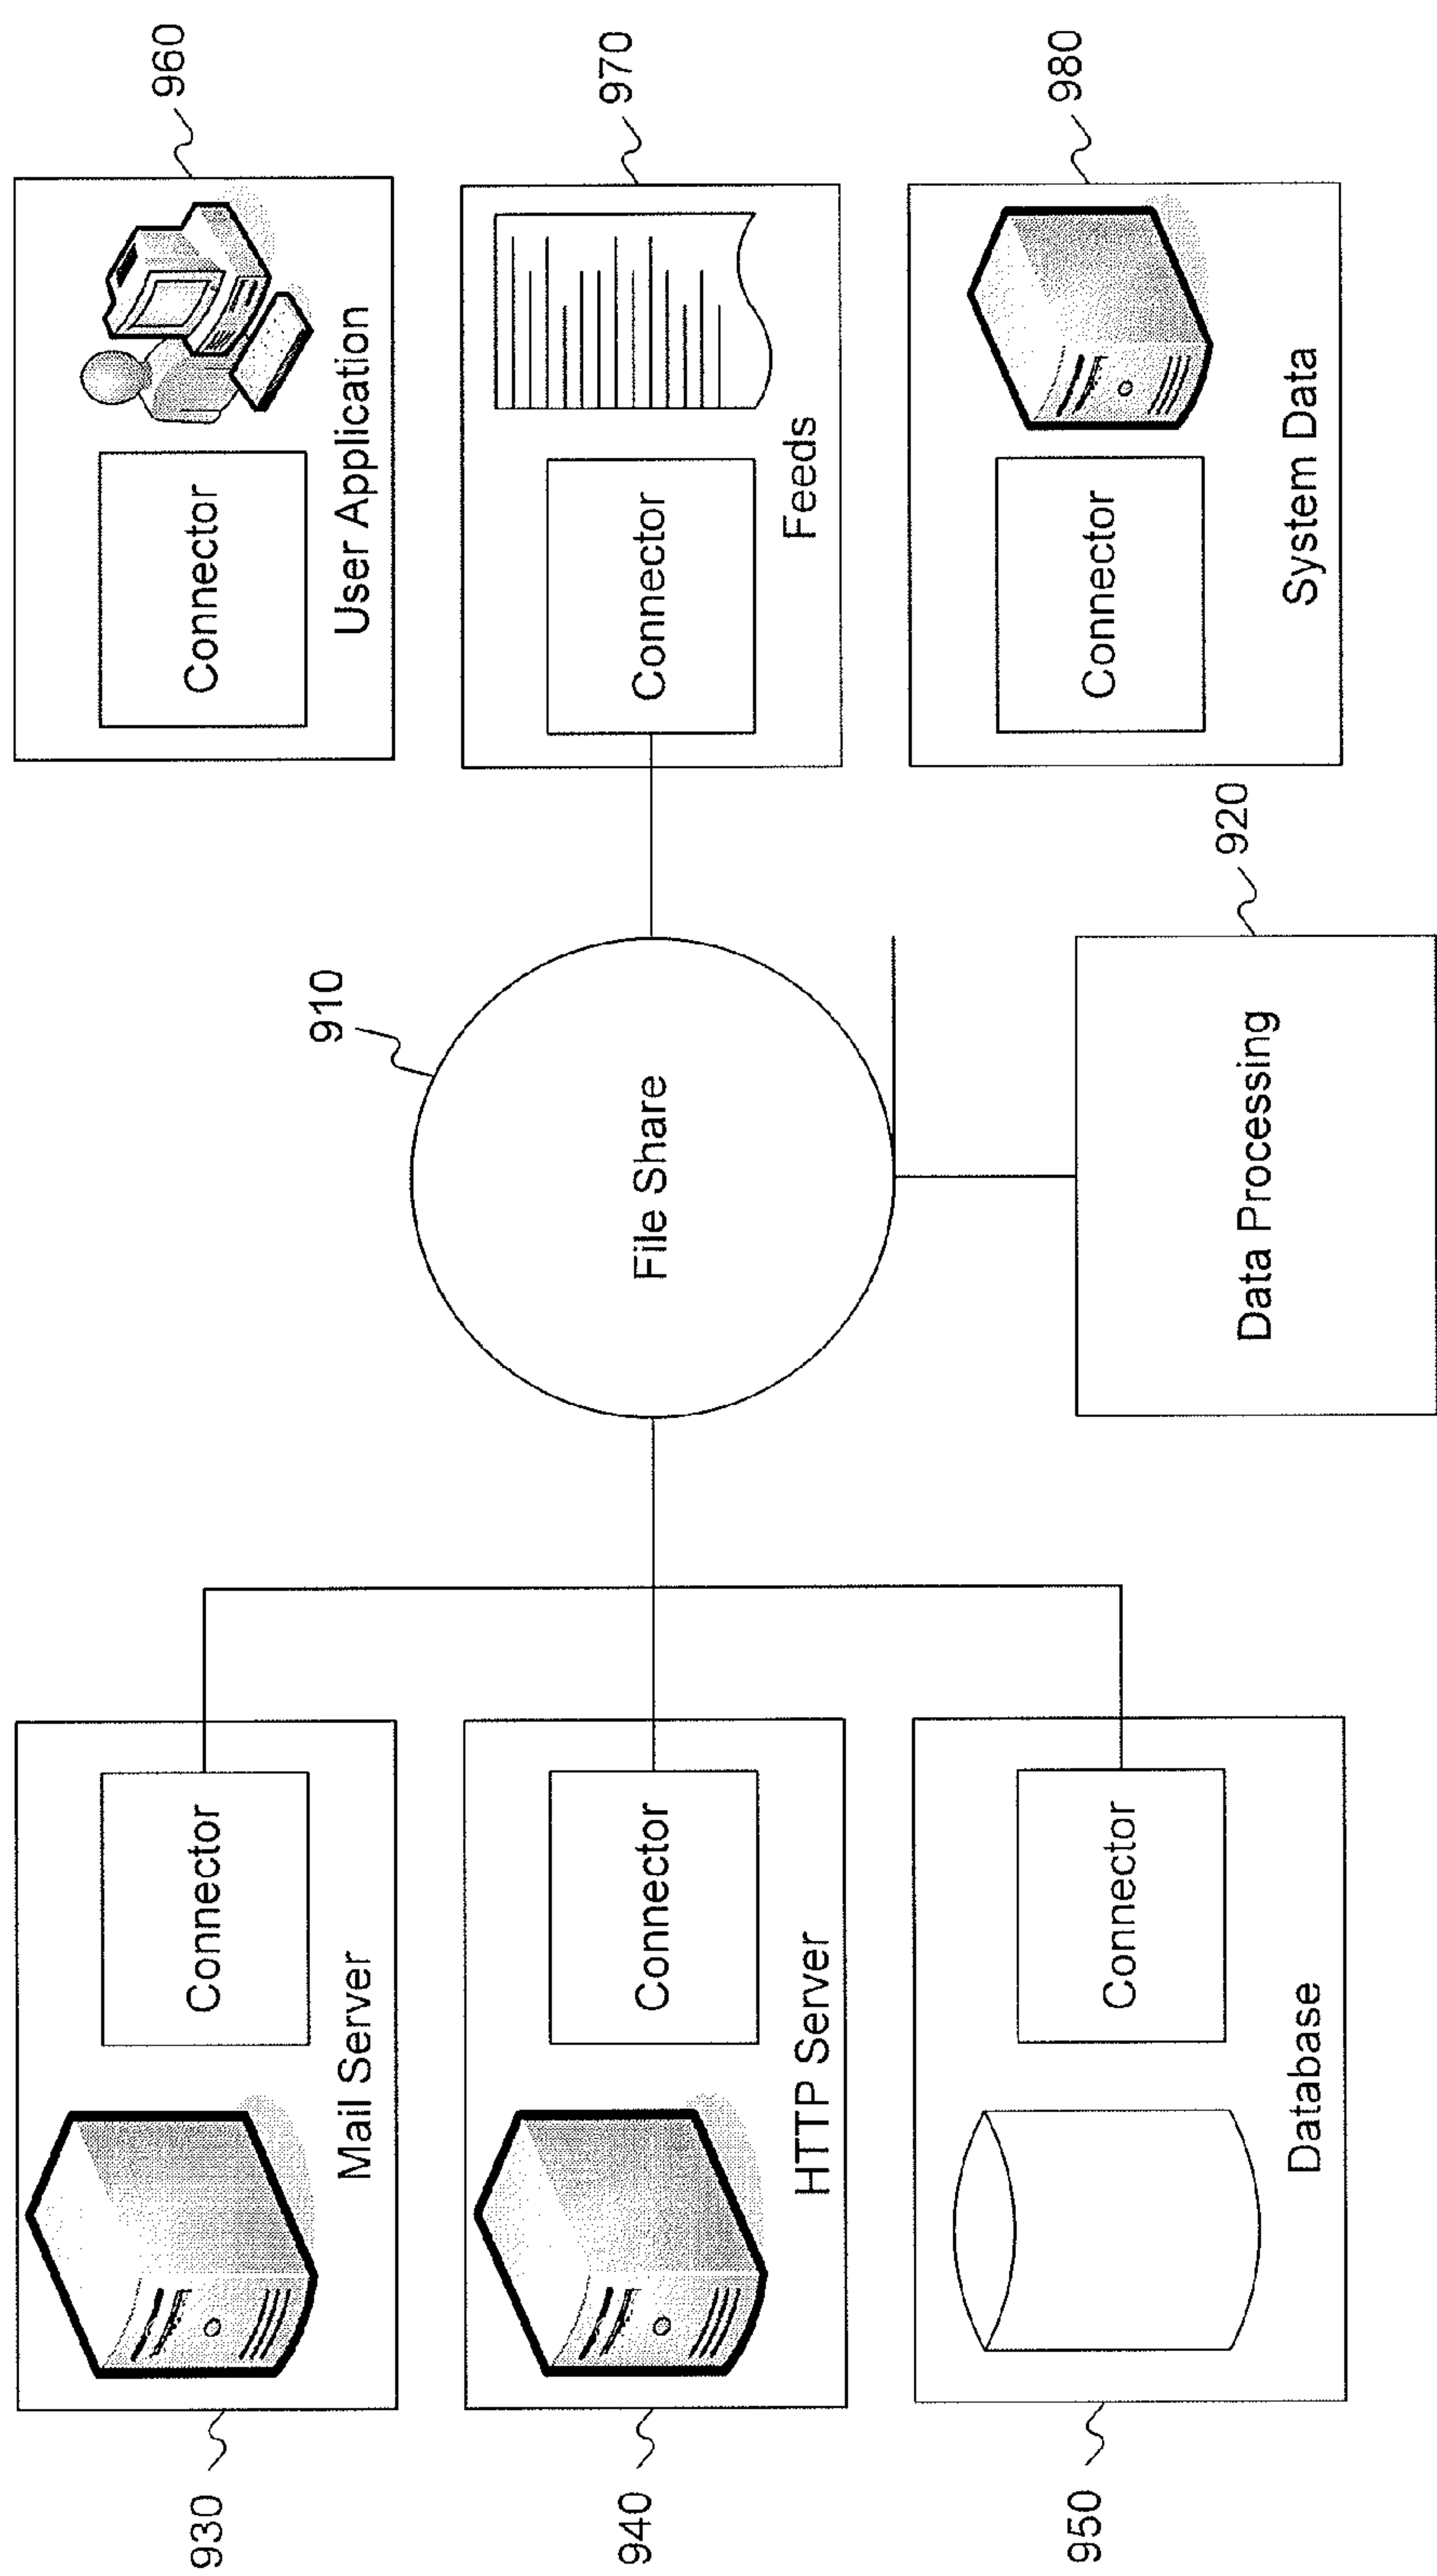 930
Connector
Mail Server
940
Connector
HTTP Server
950
Connector
Database
910
File Share
920
Data Processing
960
Connector
User Application
970
Connector
Feeds
980
Connector
System Data